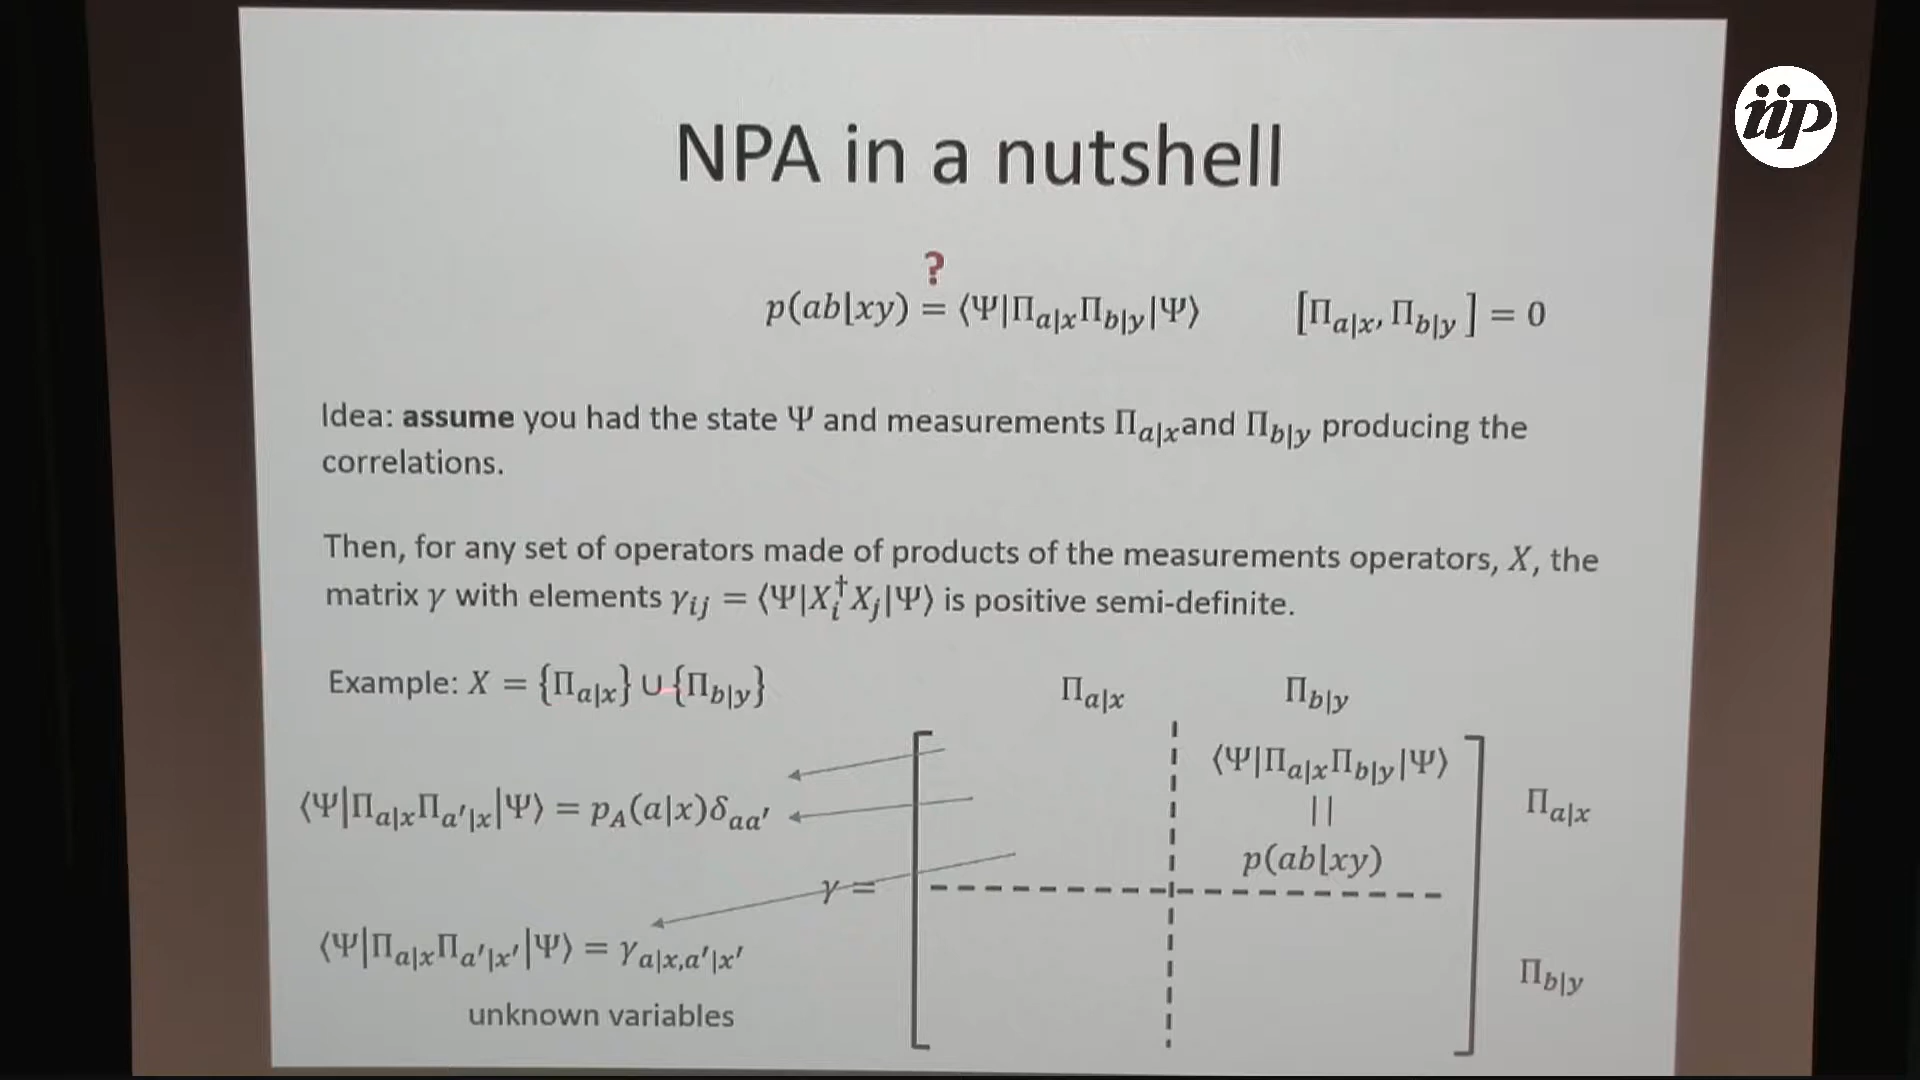 iip
NPA in a nutshell
?
p(ab|xy) = ⟨Ψ|Π_{a|x}Π_{b|y}|Ψ⟩ [Π_{a|x}, Π_{b|y}] = 0
Idea: assume you had the state Ψ and measurements Π_{a|x}and Π_{b|y} producing the
correlations.
Then, for any set of operators made of products of the measurements operators, X, the
matrix γ with elements γ_{ij} = ⟨Ψ|X_i^†X_j|Ψ⟩ is positive semi-definite.
Example: X = {Π_{a|x}} ∪ {Π_{b|y}}
Π_{a|x} Π_{b|y}
⟨Ψ|Π_{a|x}Π_{b|y}|Ψ⟩
⟨Ψ|Π_{a|x}Π_{a'|x}|Ψ⟩ = p_A(a|x)δ_{aa'}
||
Π_{a|x}
p(ab|xy)
γ =
⟨Ψ|Π_{a|x}Π_{a'|x'}|Ψ⟩ = γ_{a|x,a'|x'}
Π_{b|y}
unknown variables